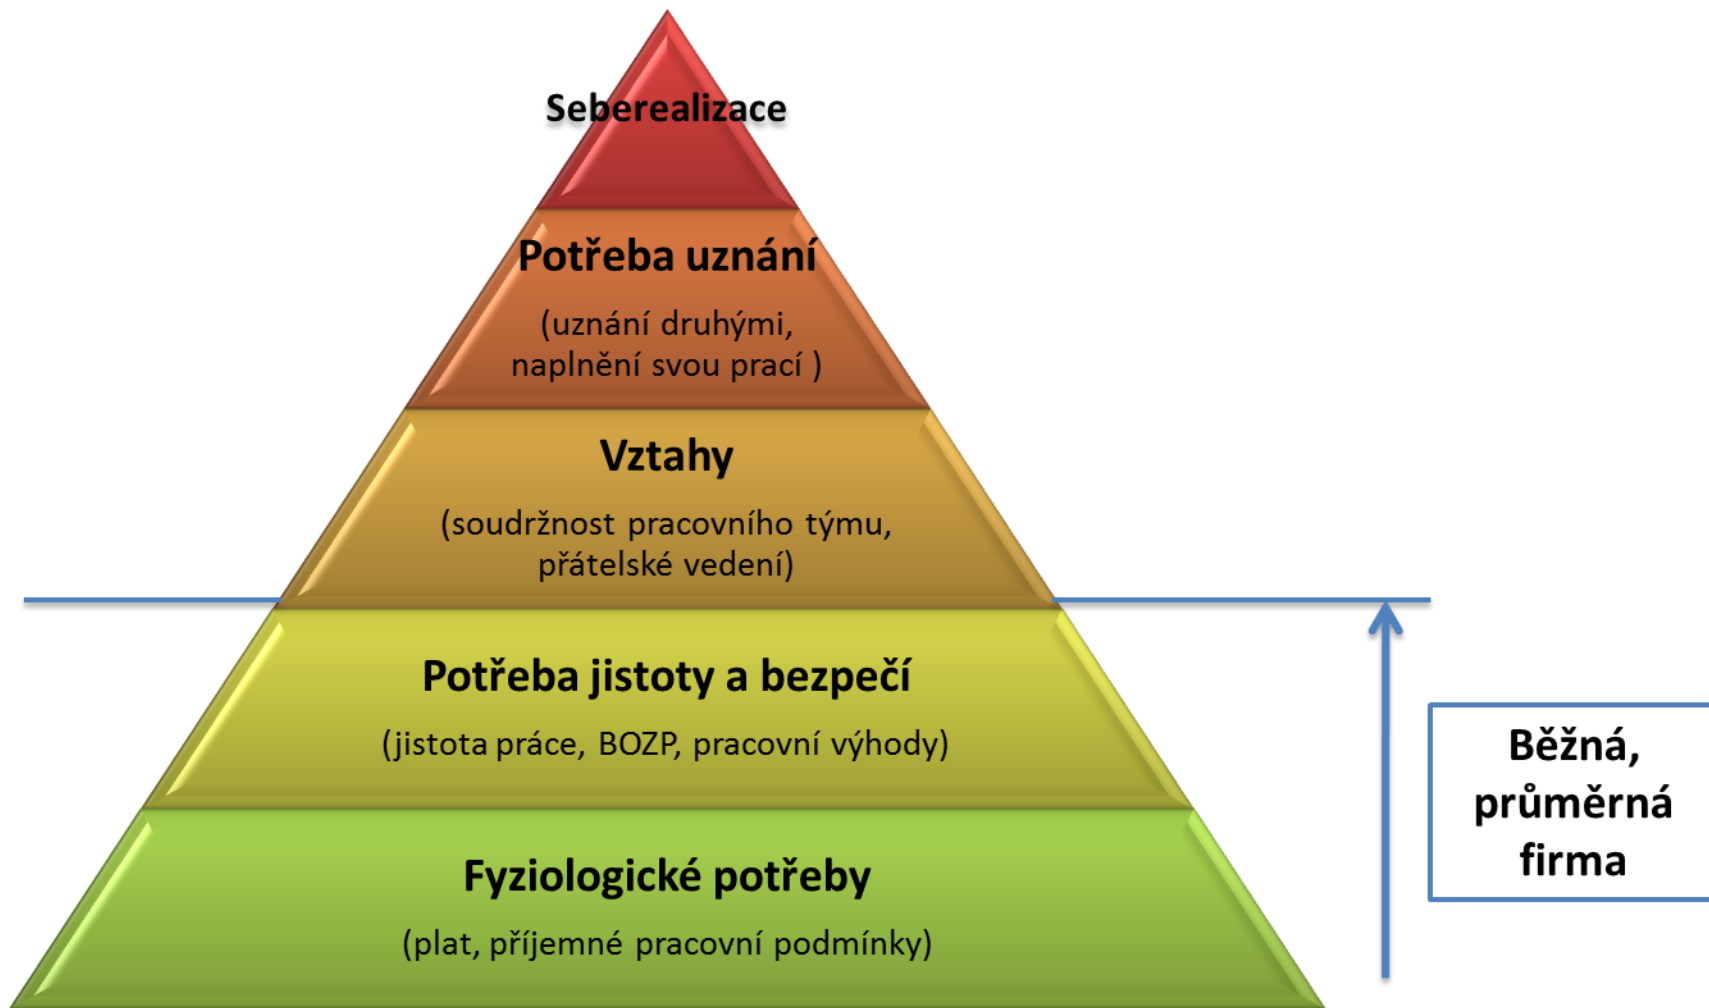 Seberealizace
Potřeba uznání
(uznání druhými,
naplnění svou prací )
Vztahy
(soudržnost pracovního týmu,
přátelské vedení)
Potřeba jistoty a bezpečí
(jistota práce, BOZP, pracovní výhody)
Fyziologické potřeby
(plat, příjemné pracovní podmínky)
Běžná,
průměrná
firma